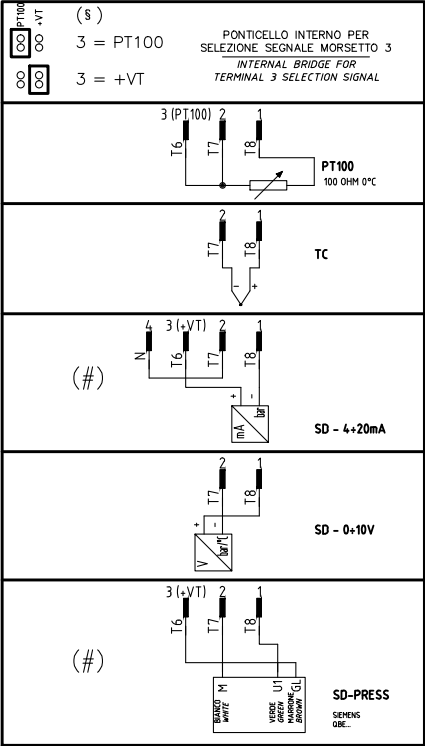 PT100
+VT
(§)
3 = PT100
3 = +VT
PONTICELLO INTERNO PER
SELEZIONE SEGNALE MORSETTO 3
INTERNAL BRIDGE FOR
TERMINAL 3 SELECTION SIGNAL
3 (PT100) 2 1
T6 T7 T8
PT100
100 OHM 0°C
2 1
T7 T8
- +
TC
4 3 (+VT) 2 1
N T6 T7 T8
(#)
+ -
mA bar
SD - 4÷20mA
2 1
T7 T8
+ -
V bar/°C
SD - 0÷10V
3 (+VT) 2 1
T6 T7 T8
(#)
M U1 GL
BIANCO
WHITE
VERDE
GREEN
MARRONE
BROWN
SD-PRESS
SIEMENS
QBE...